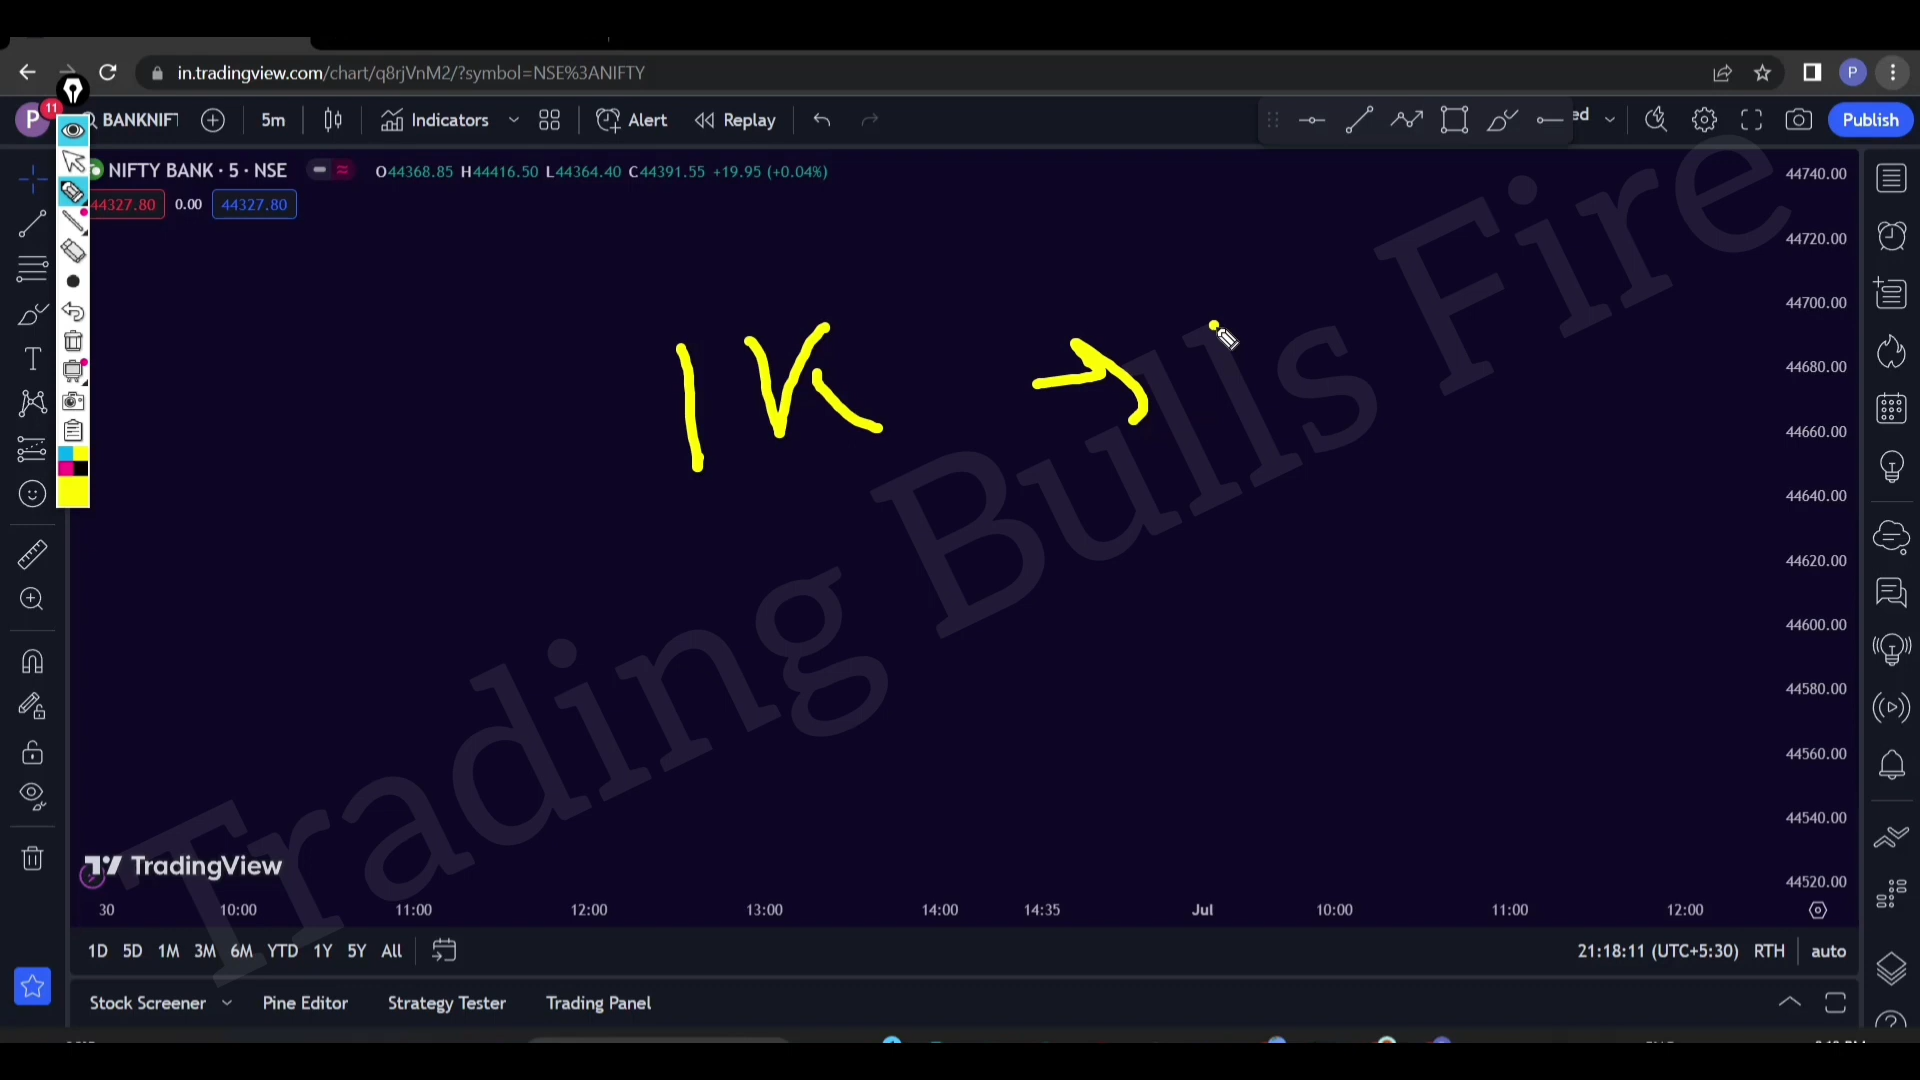 in.tradingview.com/chart/q8rjVnM2/?symbol=NSE%3ANIFTY
P
P 11 BANKNIF 5m Indicators Alert Replay ed Publish
NIFTY BANK · 5 · NSE O44368.85 H44416.50 L44364.40 C44391.55 +19.95 (+0.04%)
44327.80 0.00 44327.80
44740.00
44720.00
44700.00
44680.00
44660.00
44640.00
44620.00
44600.00
44580.00
44560.00
44540.00
44520.00
1K →
Trading Bulls Fire
TradingView
30 10:00 11:00 12:00 13:00 14:00 14:35 Jul 10:00 11:00 12:00
1D 5D 1M 3M 6M YTD 1Y 5Y All 21:18:11 (UTC+5:30) RTH auto
Stock Screener Pine Editor Strategy Tester Trading Panel